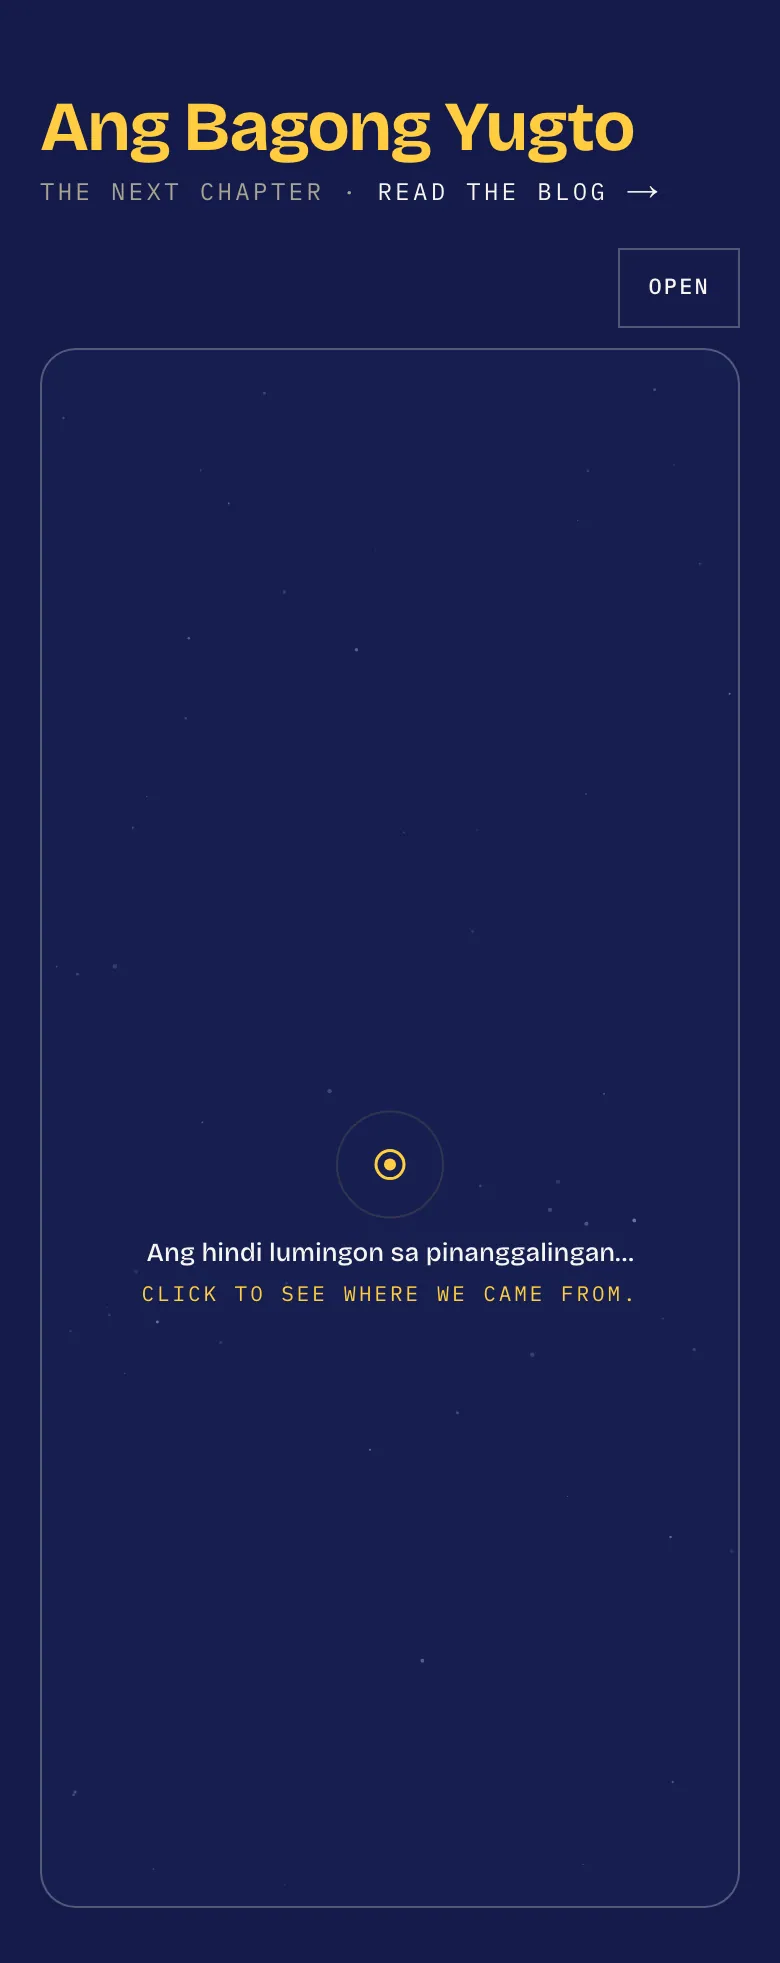 Ang Bagong Yugto
THE NEXT CHAPTER · READ THE BLOG →
OPEN
Ang hindi lumingon sa pinanggalingan...
CLICK TO SEE WHERE WE CAME FROM.